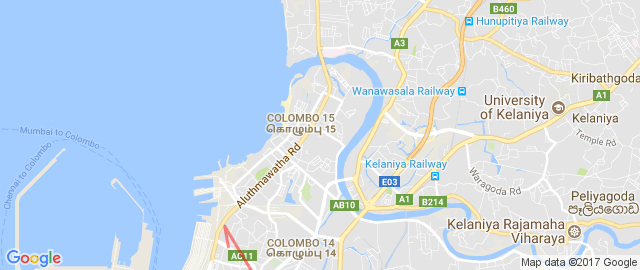 B460
Hunupitiya Railway
A3
Wanawasala Railway
Kiribathgoda
A1
University
of Kelaniya
COLOMBO 15
கொழும்பு 15
Kelaniya
Mumbai to Colombo
Temple Rd
Chennai to Colombo
Aluthmawatha Rd
Kelaniya Railway
Waragoda Rd
E03
A1
B214
AB10
Peliyagoda
පෑලියගොඩ
Kelaniya Rajamaha
Viharaya
COLOMBO 14
கொழும்பு 14
AC11
Google
Map data ©2017 Google